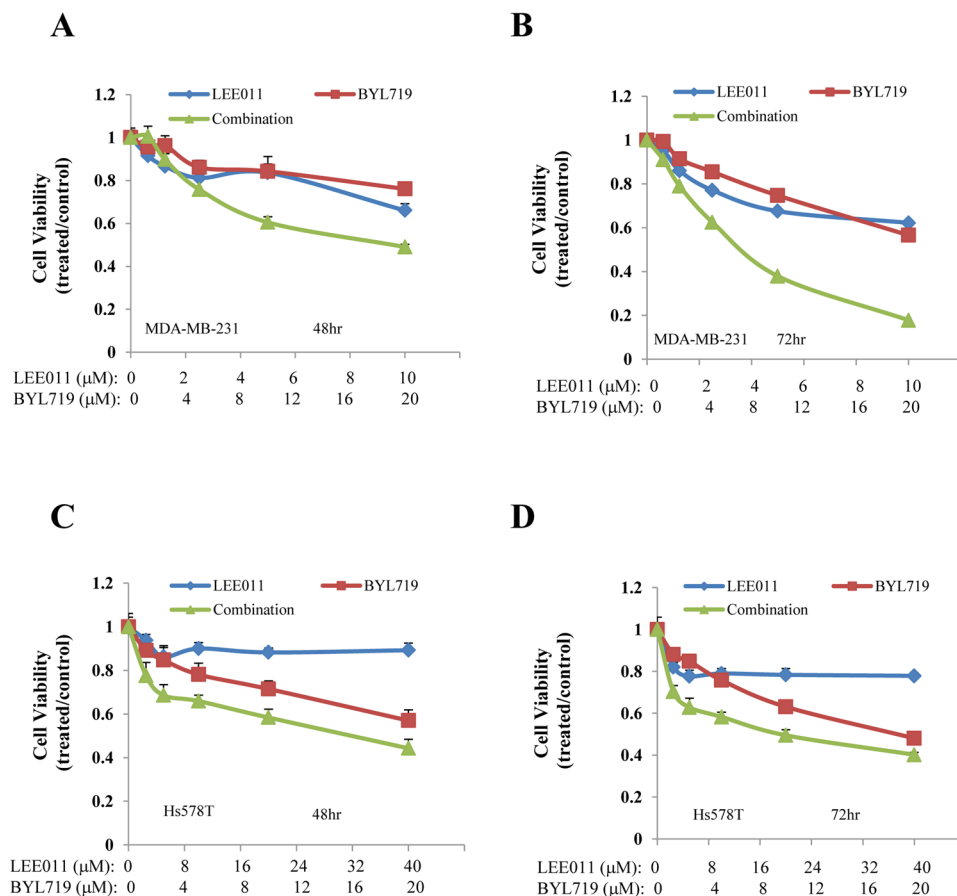 A
LEE011 BYL719
Combination
1.2
1
0.8
0.6
0.4
0.2
0
Cell Viability
(treated/control)
MDA-MB-231 48hr
LEE011 (μM): 0 2 4 6 8 10
BYL719 (μM): 0 4 8 12 16 20
B
LEE011 BYL719
Combination
1.2
1
0.8
0.6
0.4
0.2
0
Cell Viability
(treated/control)
MDA-MB-231 72hr
LEE011 (μM): 0 2 4 6 8 10
BYL719 (μM): 0 4 8 12 16 20
C
LEE011 BYL719
Combination
1.2
1
0.8
0.6
0.4
0.2
0
Cell Viability
(treated/control)
Hs578T 48hr
LEE011 (μM): 0 8 16 24 32 40
BYL719 (μM): 0 4 8 12 16 20
D
LEE011 BYL719
Combination
1.2
1
0.8
0.6
0.4
0.2
0
Cell Viability
(treated/control)
Hs578T 72hr
LEE011 (μM): 0 8 16 24 32 40
BYL719 (μM): 0 4 8 12 16 20